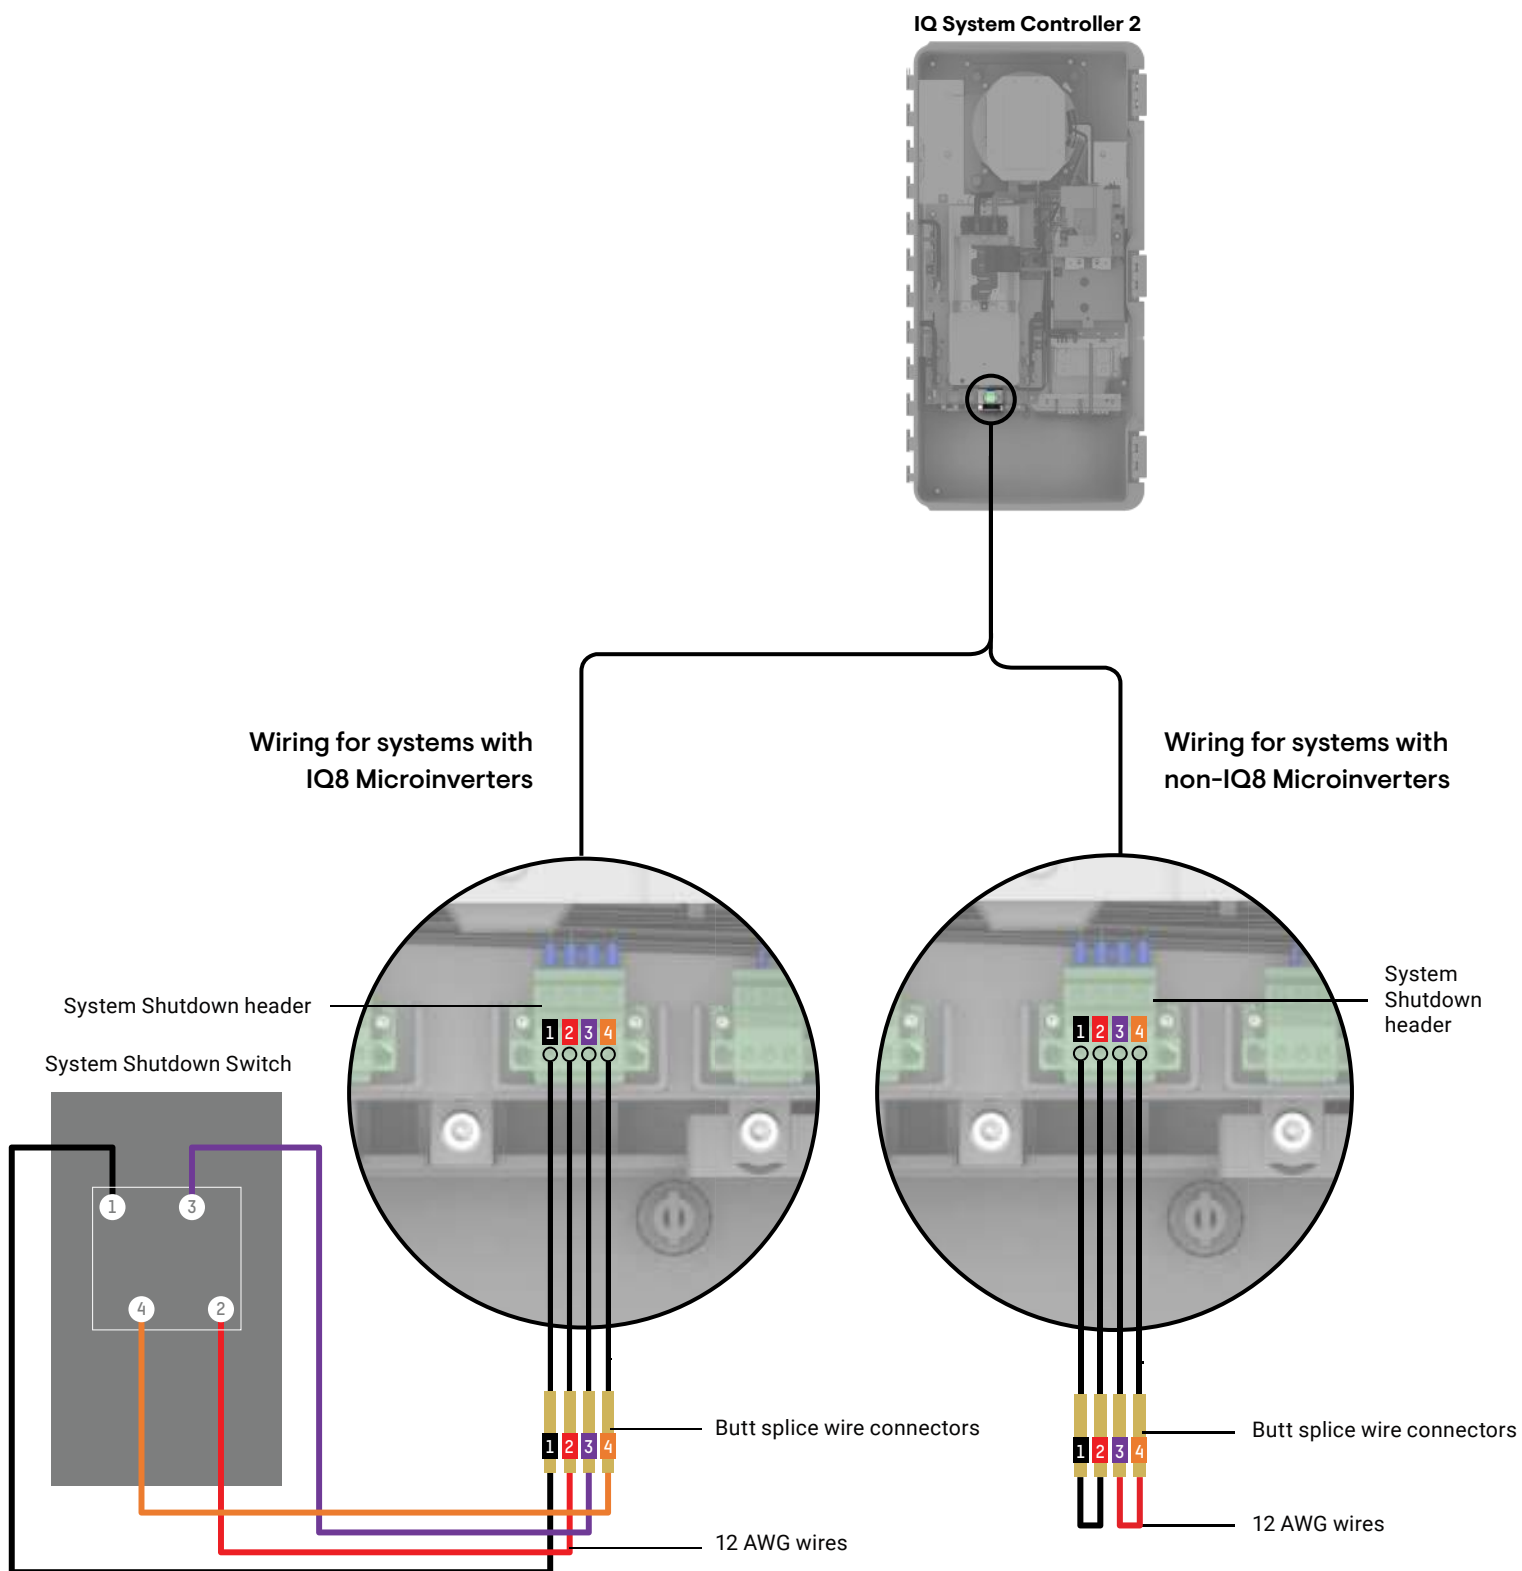 IQ System Controller 2
Wiring for systems with
IQ8 Microinverters
Wiring for systems with
non-IQ8 Microinverters
System Shutdown header
1 2 3 4
System
Shutdown
header
1 2 3 4
System Shutdown Switch
1 3
4 2
Butt splice wire connectors
1 2 3 4
12 AWG wires
Butt splice wire connectors
1 2 3 4
12 AWG wires